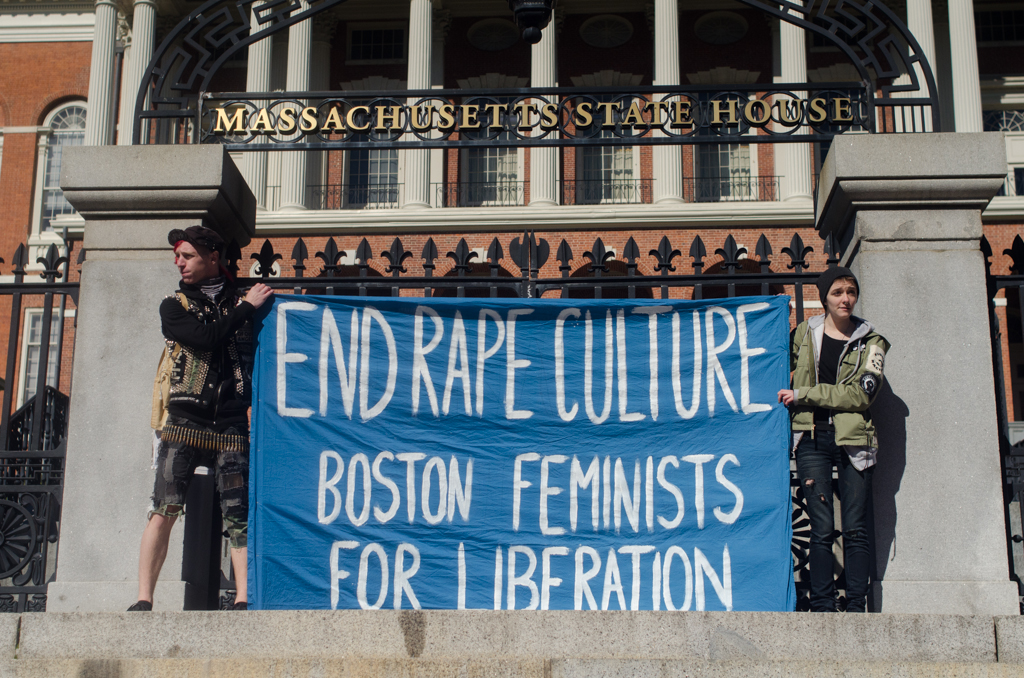 MASSACHUSETTS STATE HOUSE
END RAPE CULTURE
BOSTON FEMINISTS
FOR LIBERATION